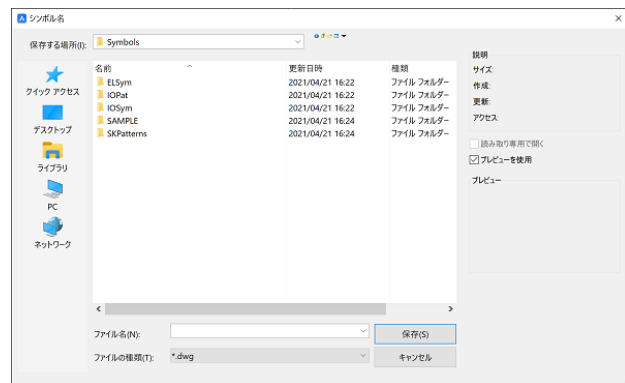 シンボル名
保存する場所(I): Symbols
名前 更新日時 種類
ELSym 2021/04/21 16:22 ファイル フォルダー
IOPat 2021/04/21 16:22 ファイル フォルダー
IOSym 2021/04/21 16:22 ファイル フォルダー
SAMPLE 2021/04/21 16:24 ファイル フォルダー
SKPatterns 2021/04/21 16:24 ファイル フォルダー
クイック アクセス
デスクトップ
ライブラリ
PC
ネットワーク
ファイル名(N): 保存(S)
ファイルの種類(T): *.dwg キャンセル
説明
サイズ:
作成:
更新:
アクセス:
読み取り専用で開く
プレビューを使用
プレビュー